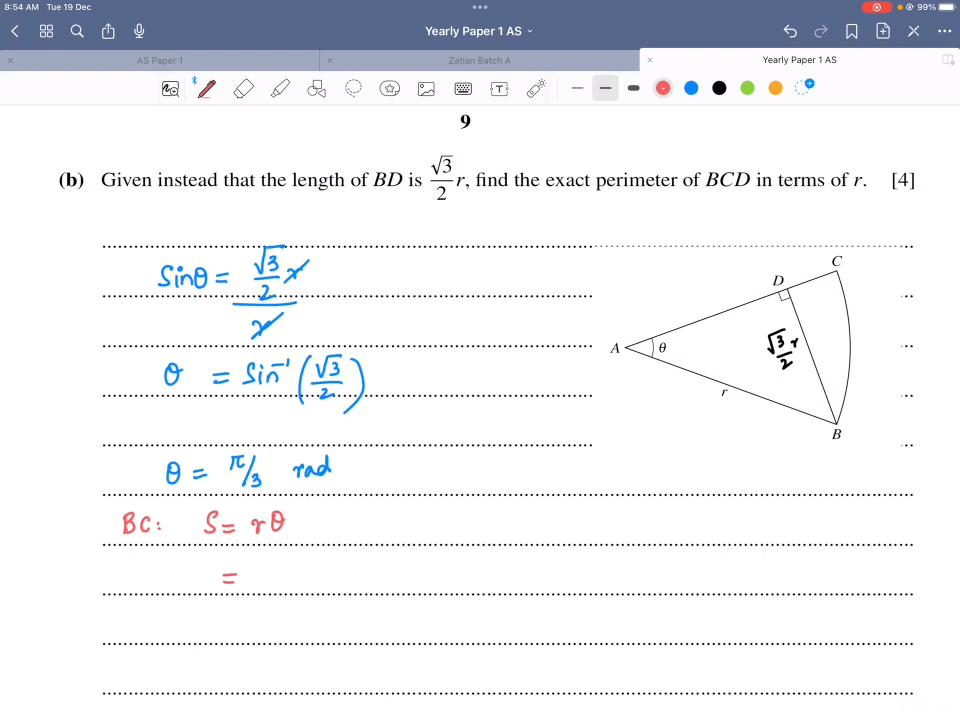 8:54 AM Tue 19 Dec
99%
Yearly Paper 1 AS
AS Paper 1
Zatian Batch A
Yearly Paper 1 AS
9
(b) Given instead that the length of BD is √3/2 r, find the exact perimeter of BCD in terms of r. [4]
Sinθ = (√3/2 r)/r
θ = Sin⁻¹(√3/2)
θ = π/3 rad
BC: S = rθ
=
C
D
A
θ
√3/2 r
r
B